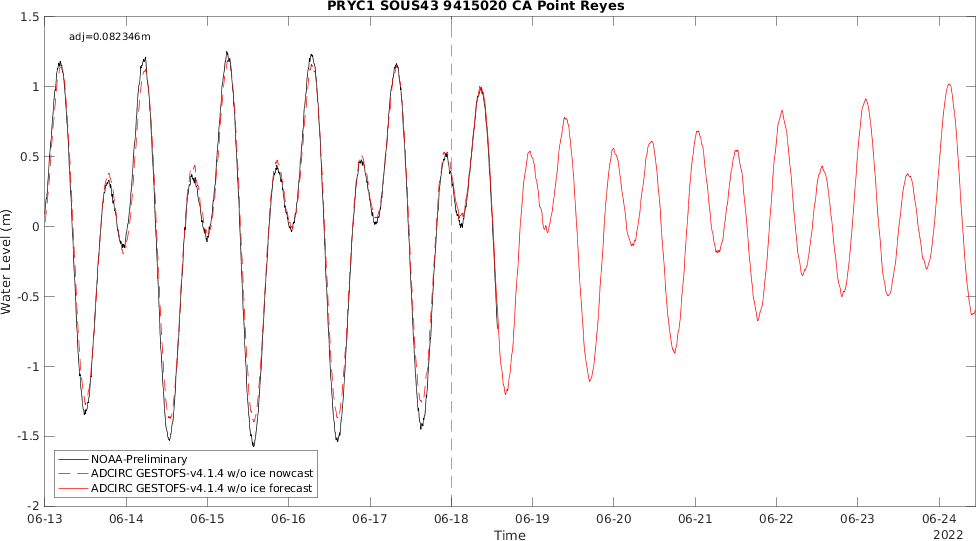 PRYC1 SOUS43 9415020 CA Point Reyes
adj=0.082346m
1.5
1
0.5
0
-0.5
-1
-1.5
-2
Water Level (m)
NOAA-Preliminary
ADCIRC GESTOFS-v4.1.4 w/o ice nowcast
ADCIRC GESTOFS-v4.1.4 w/o ice forecast
06-13 06-14 06-15 06-16 06-17 06-18 06-19 06-20 06-21 06-22 06-23 06-24
Time
2022